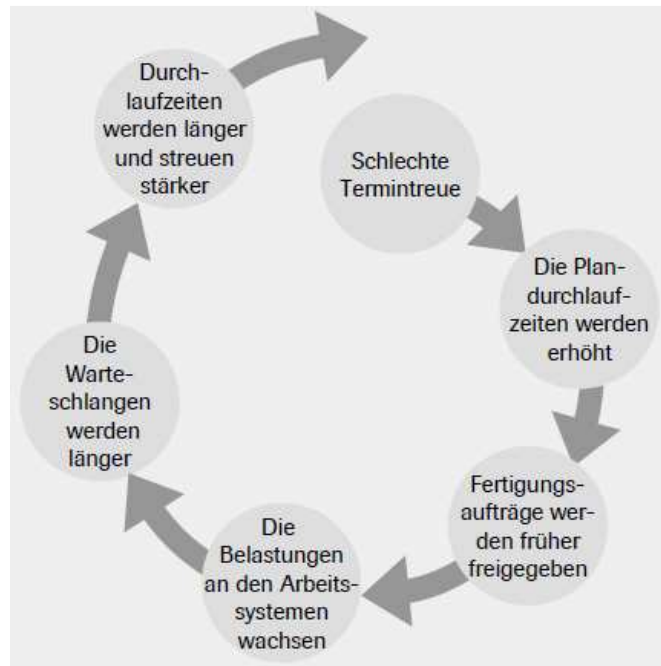 Schlechte
Termintreue
Die Plan-
durchlauf-
zeiten werden
erhöht
Fertigungs-
aufträge wer-
den früher
freigegeben
Die
Belastungen
an den Arbeits-
systemen
wachsen
Die
Warte-
schlangen
werden
länger
Durch-
laufzeiten
werden länger
und streuen
stärker